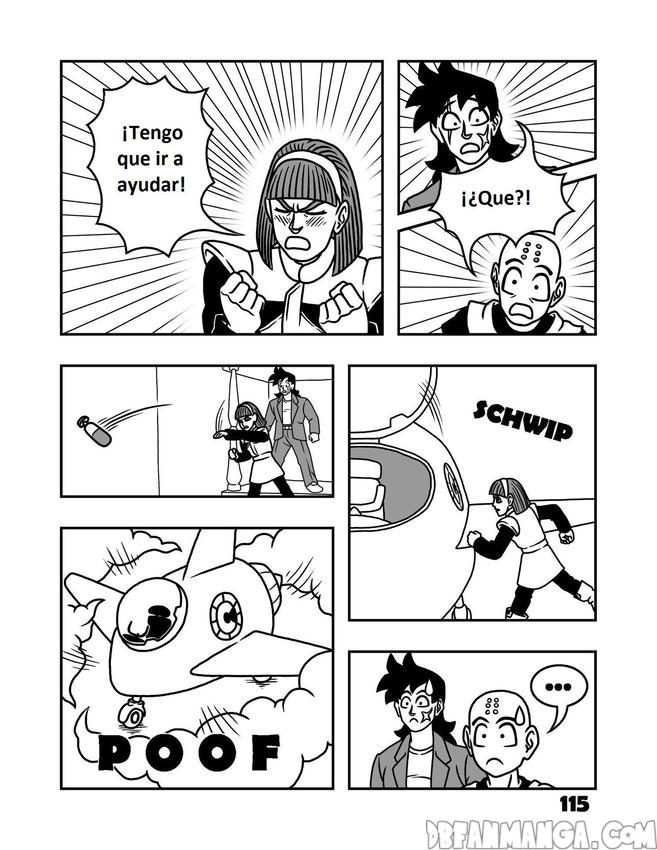 ¡Tengo
que ir a
ayudar!
¡¿Que?!
SCHWIP
POOF
...
115
DBFANMANGA.COM